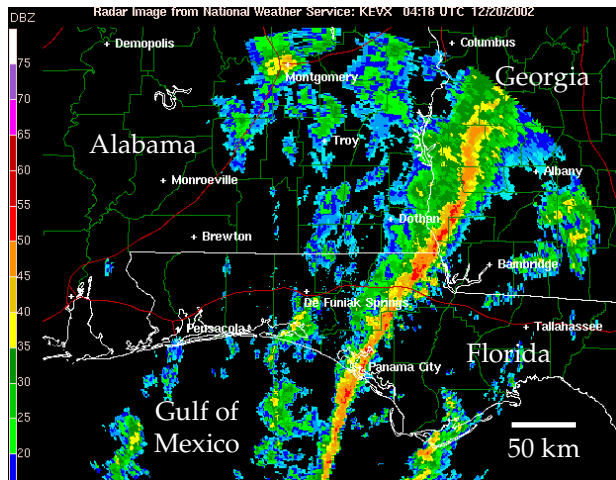 DBZ
Radar Image from National Weather Service: KEVX 04:18 UTC 12/20/2002
Demopolis
Columbus
75
Montgomery
Georgia
70
65
Alabama
Troy
60
Albany
Monroeville
55
Dothan
50
Brewton
Bainbridge
45
De Funiak Springs
40
Pensacola
Tallahassee
35
Florida
Panama City
30
Gulf of
Mexico
25
50 km
20